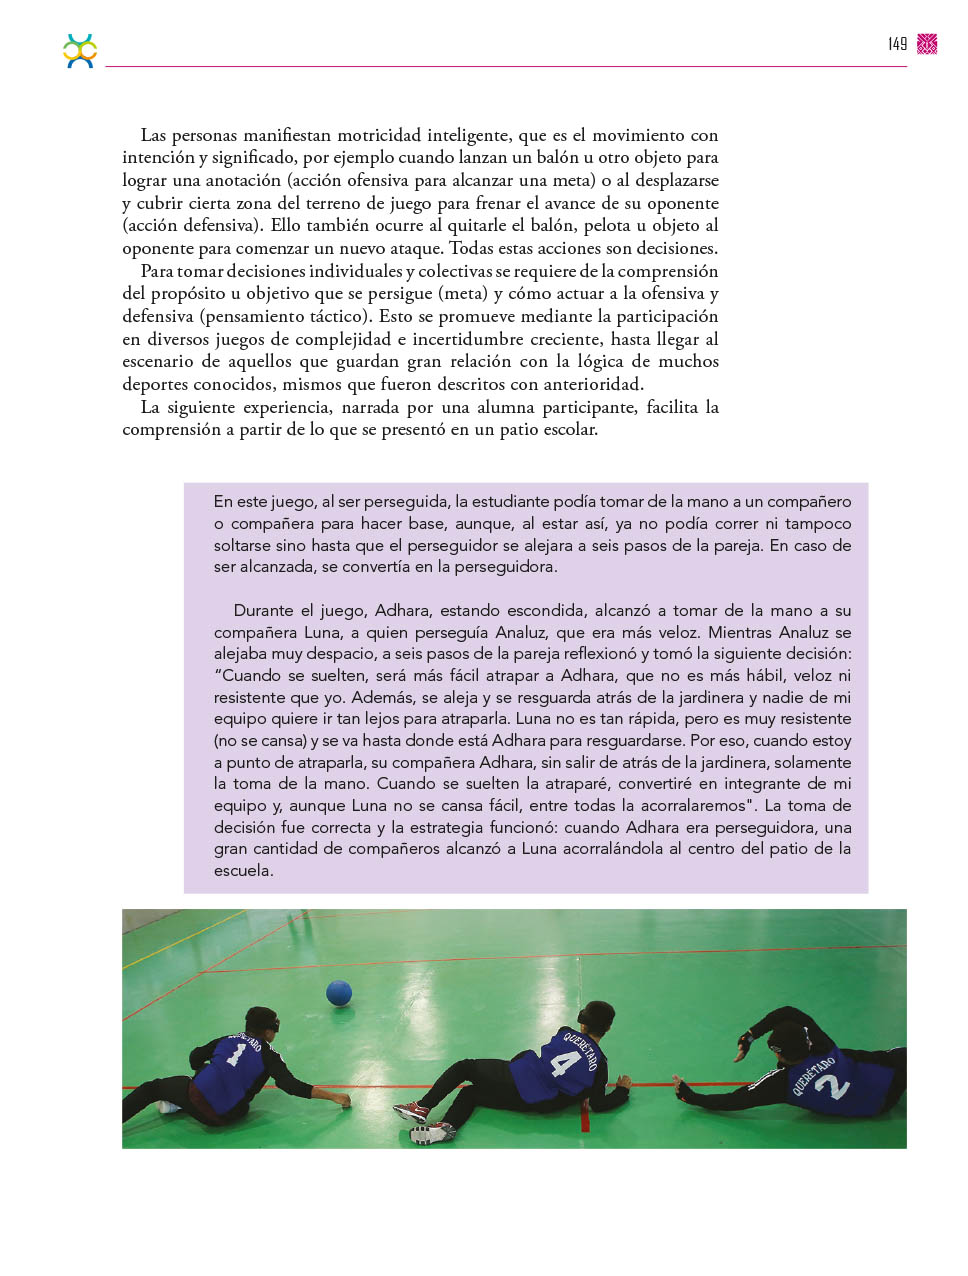 149
Las personas manifiestan motricidad inteligente, que es el movimiento con
intención y significado, por ejemplo cuando lanzan un balón u otro objeto para
lograr una anotación (acción ofensiva para alcanzar una meta) o al desplazarse
y cubrir cierta zona del terreno de juego para frenar el avance de su oponente
(acción defensiva). Ello también ocurre al quitarle el balón, pelota u objeto al
oponente para comenzar un nuevo ataque. Todas estas acciones son decisiones.
Para tomar decisiones individuales y colectivas se requiere de la comprensión
del propósito u objetivo que se persigue (meta) y cómo actuar a la ofensiva y
defensiva (pensamiento táctico). Esto se promueve mediante la participación
en diversos juegos de complejidad e incertidumbre creciente, hasta llegar al
escenario de aquellos que guardan gran relación con la lógica de muchos
deportes conocidos, mismos que fueron descritos con anterioridad.
La siguiente experiencia, narrada por una alumna participante, facilita la
comprensión a partir de lo que se presentó en un patio escolar.
En este juego, al ser perseguida, la estudiante podía tomar de la mano a un compañero
o compañera para hacer base, aunque, al estar así, ya no podía correr ni tampoco
soltarse sino hasta que el perseguidor se alejara a seis pasos de la pareja. En caso de
ser alcanzada, se convertía en la perseguidora.
Durante el juego, Adhara, estando escondida, alcanzó a tomar de la mano a su
compañera Luna, a quien perseguía Analuz, que era más veloz. Mientras Analuz se
alejaba muy despacio, a seis pasos de la pareja reflexionó y tomó la siguiente decisión:
“Cuando se suelten, será más fácil atrapar a Adhara, que no es más hábil, veloz ni
resistente que yo. Además, se aleja y se resguarda atrás de la jardinera y nadie de mi
equipo quiere ir tan lejos para atraparla. Luna no es tan rápida, pero es muy resistente
(no se cansa) y se va hasta donde está Adhara para resguardarse. Por eso, cuando estoy
a punto de atraparla, su compañera Adhara, sin salir de atrás de la jardinera, solamente
la toma de la mano. Cuando se suelten la atraparé, convertiré en integrante de mi
equipo y, aunque Luna no se cansa fácil, entre todas la acorralaremos". La toma de
decisión fue correcta y la estrategia funcionó: cuando Adhara era perseguidora, una
gran cantidad de compañeros alcanzó a Luna acorralándola al centro del patio de la
escuela.
QUERÉTARO
1
QUERÉTARO
4
QUERÉTARO
2